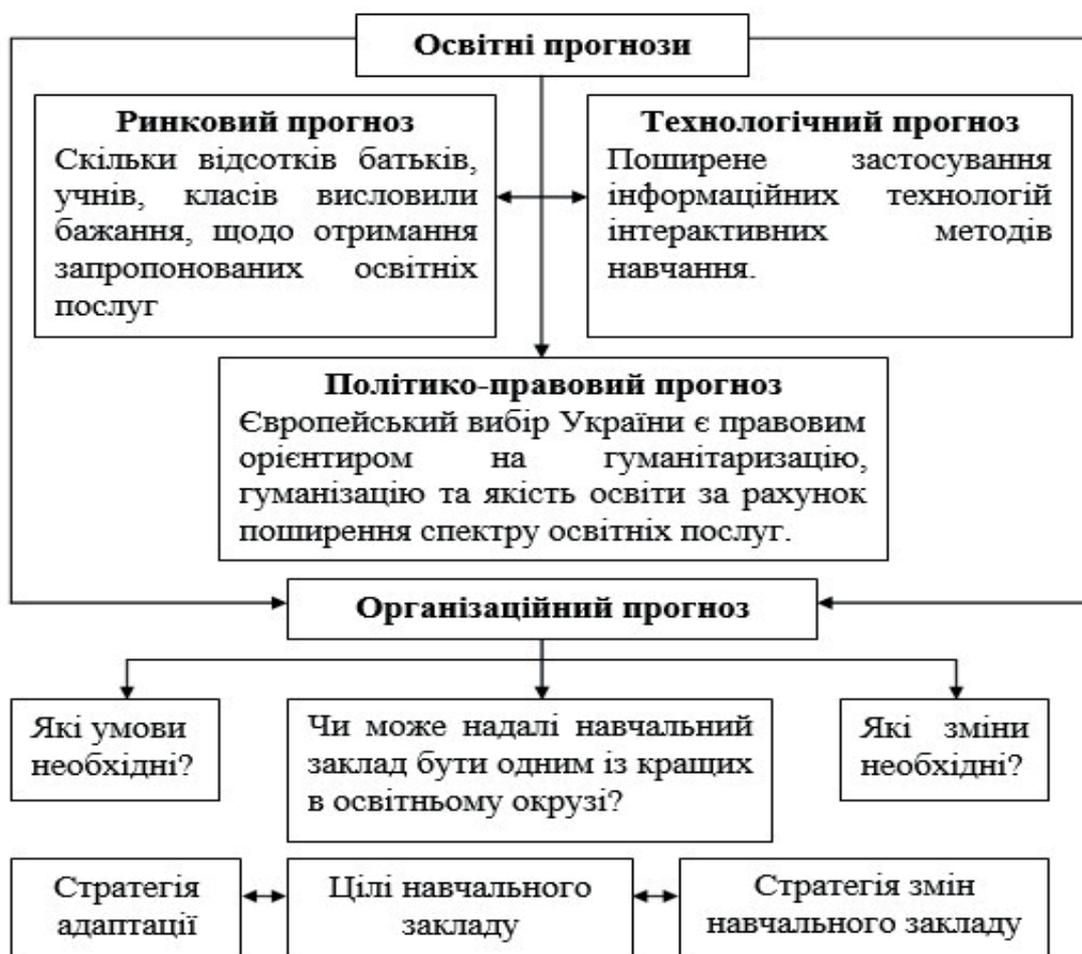 Освітні прогнози
Ринковий прогноз
Скільки відсотків батьків,
учнів, класів висловили
бажання, щодо отримання
запропонованих освітніх
послуг
Технологічний прогноз
Поширене застосування
інформаційних технологій
інтерактивних методів
навчання.
Політико-правовий прогноз
Європейський вибір України є правовим
орієнтиром на гуманітаризацію,
гуманізацію та якість освіти за рахунок
поширення спектру освітніх послуг.
Організаційний прогноз
Які умови
необхідні?
Чи може надалі навчальний
заклад бути одним із кращих
в освітньому окрузі?
Які зміни
необхідні?
Стратегія
адаптації
Цілі навчального
закладу
Стратегія змін
навчального закладу